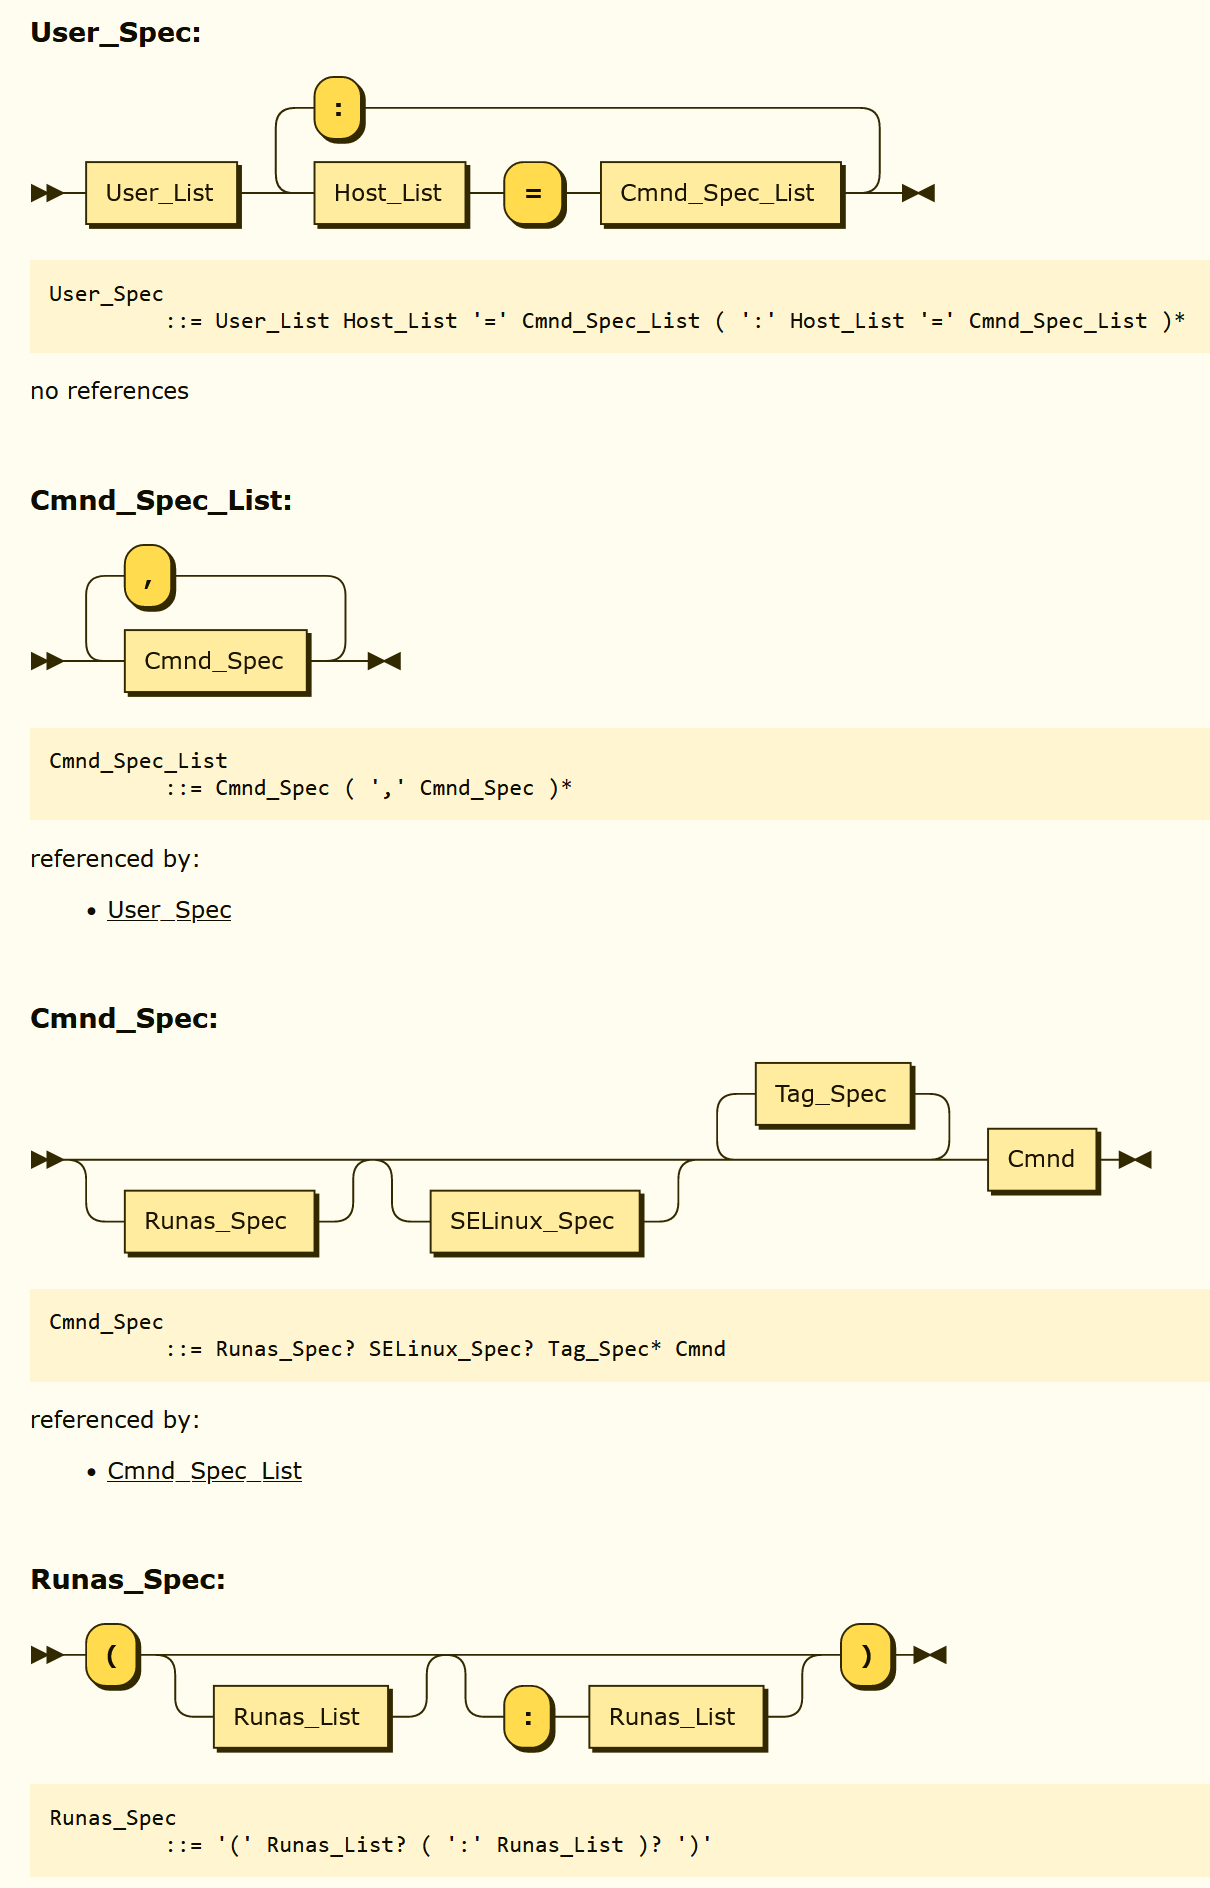 User_Spec:
:
User_List Host_List = Cmnd_Spec_List
User_Spec
::= User_List Host_List '=' Cmnd_Spec_List ( ':' Host_List '=' Cmnd_Spec_List )*
no references
Cmnd_Spec_List:
,
Cmnd_Spec
Cmnd_Spec_List
::= Cmnd_Spec ( ',' Cmnd_Spec )*
referenced by:
• User_Spec
Cmnd_Spec:
Tag_Spec
Cmnd
Runas_Spec SELinux_Spec
Cmnd_Spec
::= Runas_Spec? SELinux_Spec? Tag_Spec* Cmnd
referenced by:
• Cmnd_Spec_List
Runas_Spec:
( )
Runas_List : Runas_List
Runas_Spec
::= '(' Runas_List? ( ':' Runas_List )? ')'